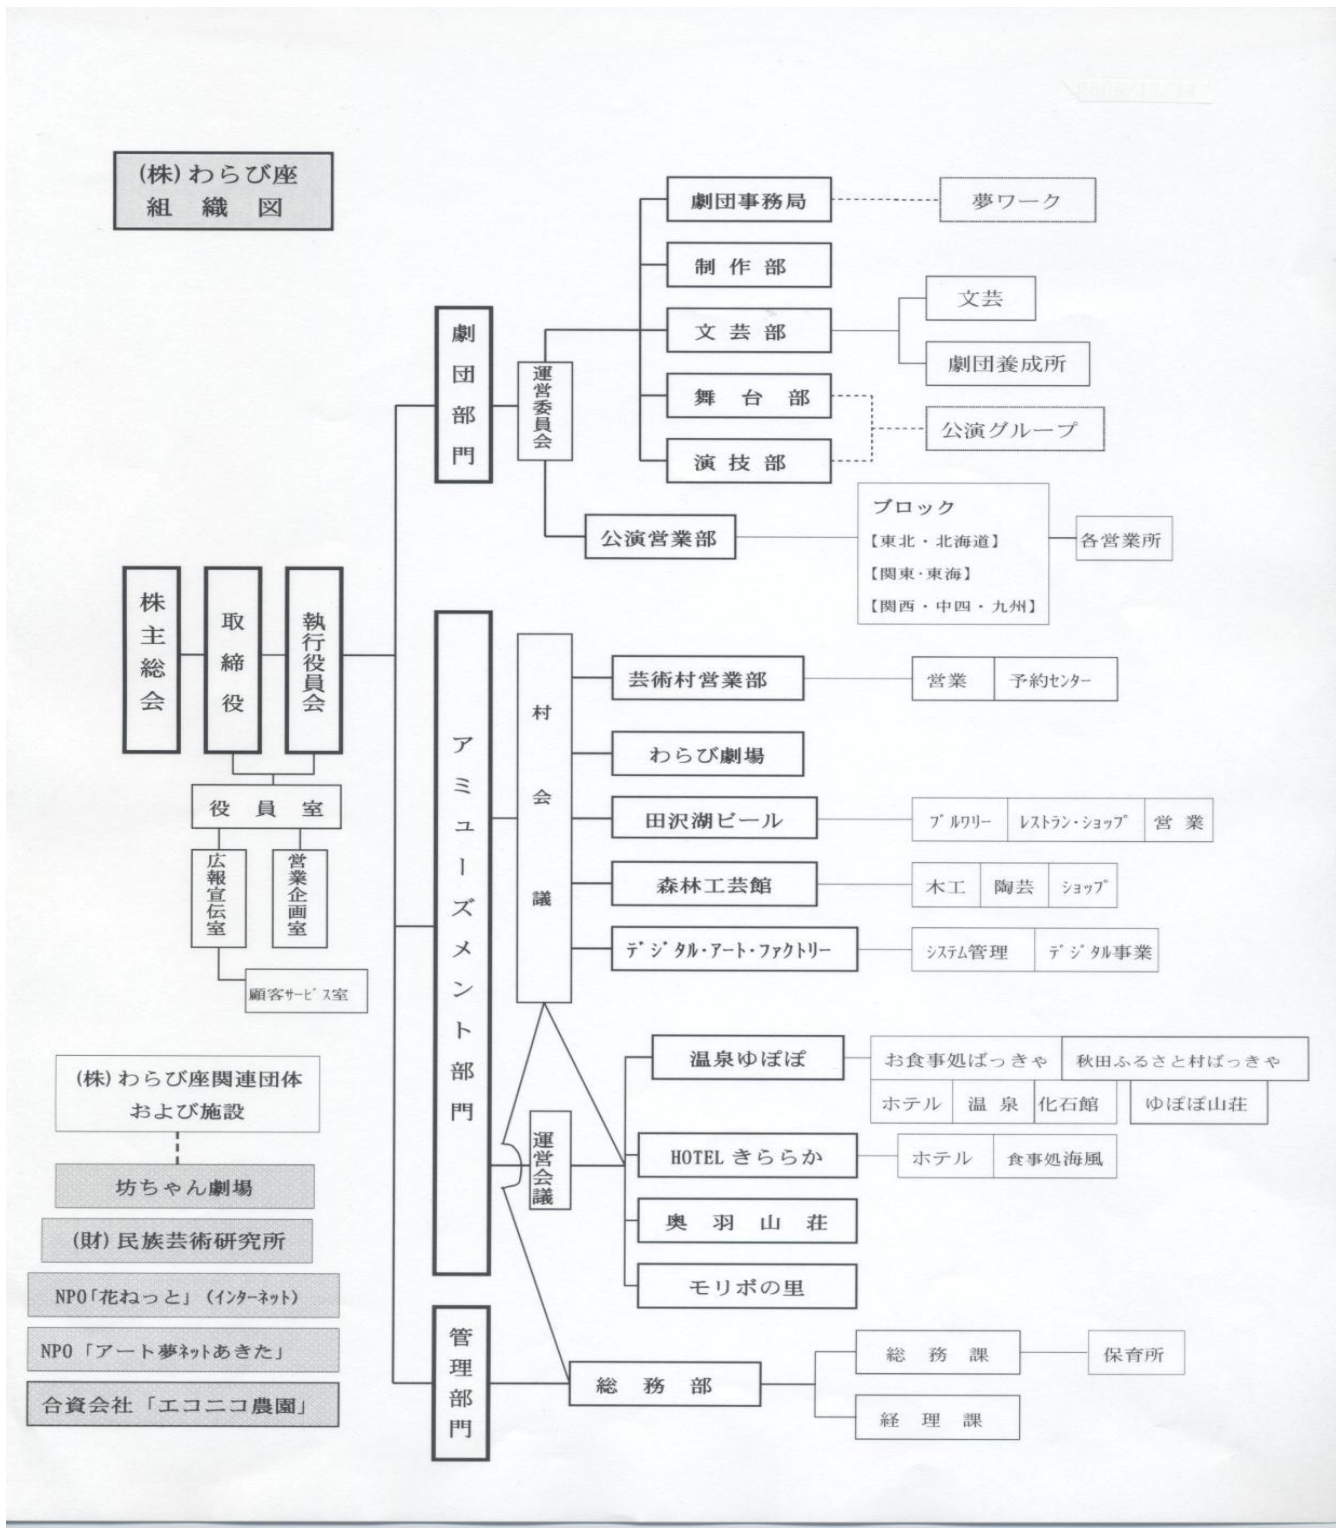 (株)わらび座
組織図
劇団事務局
夢ワーク
制作部
文芸部
文芸
劇団養成所
舞台部
演技部
公演グループ
劇団部門
運営委員会
公演営業部
ブロック
【東北・北海道】
【関東・東海】
【関西・中四・九州】
各営業所
株主総会
取締役
執行役員会
役員室
広報宣伝室
営業企画室
顧客サービス室
アミューズメント部門
村会議
芸術村営業部
営業
予約センター
わらび劇場
田沢湖ビール
ブルワリー
レストラン・ショップ
営業
森林工芸館
木工
陶芸
ショップ
デジタル・アート・ファクトリー
システム管理
デジタル事業
運営会議
温泉ゆぽぽ
お食事処ばっきゃ
秋田ふるさと村ばっきゃ
ホテル
温泉
化石館
ゆぽぽ山荘
HOTEL きららか
ホテル
食事処海風
奥羽山荘
モリボの里
管理部門
総務部
総務課
保育所
経理課
(株)わらび座関連団体
および施設
坊ちゃん劇場
(財)民族芸術研究所
NPO「花ねっと」(インターネット)
NPO「アート夢ネットあきた」
合資会社「エコニコ農園」